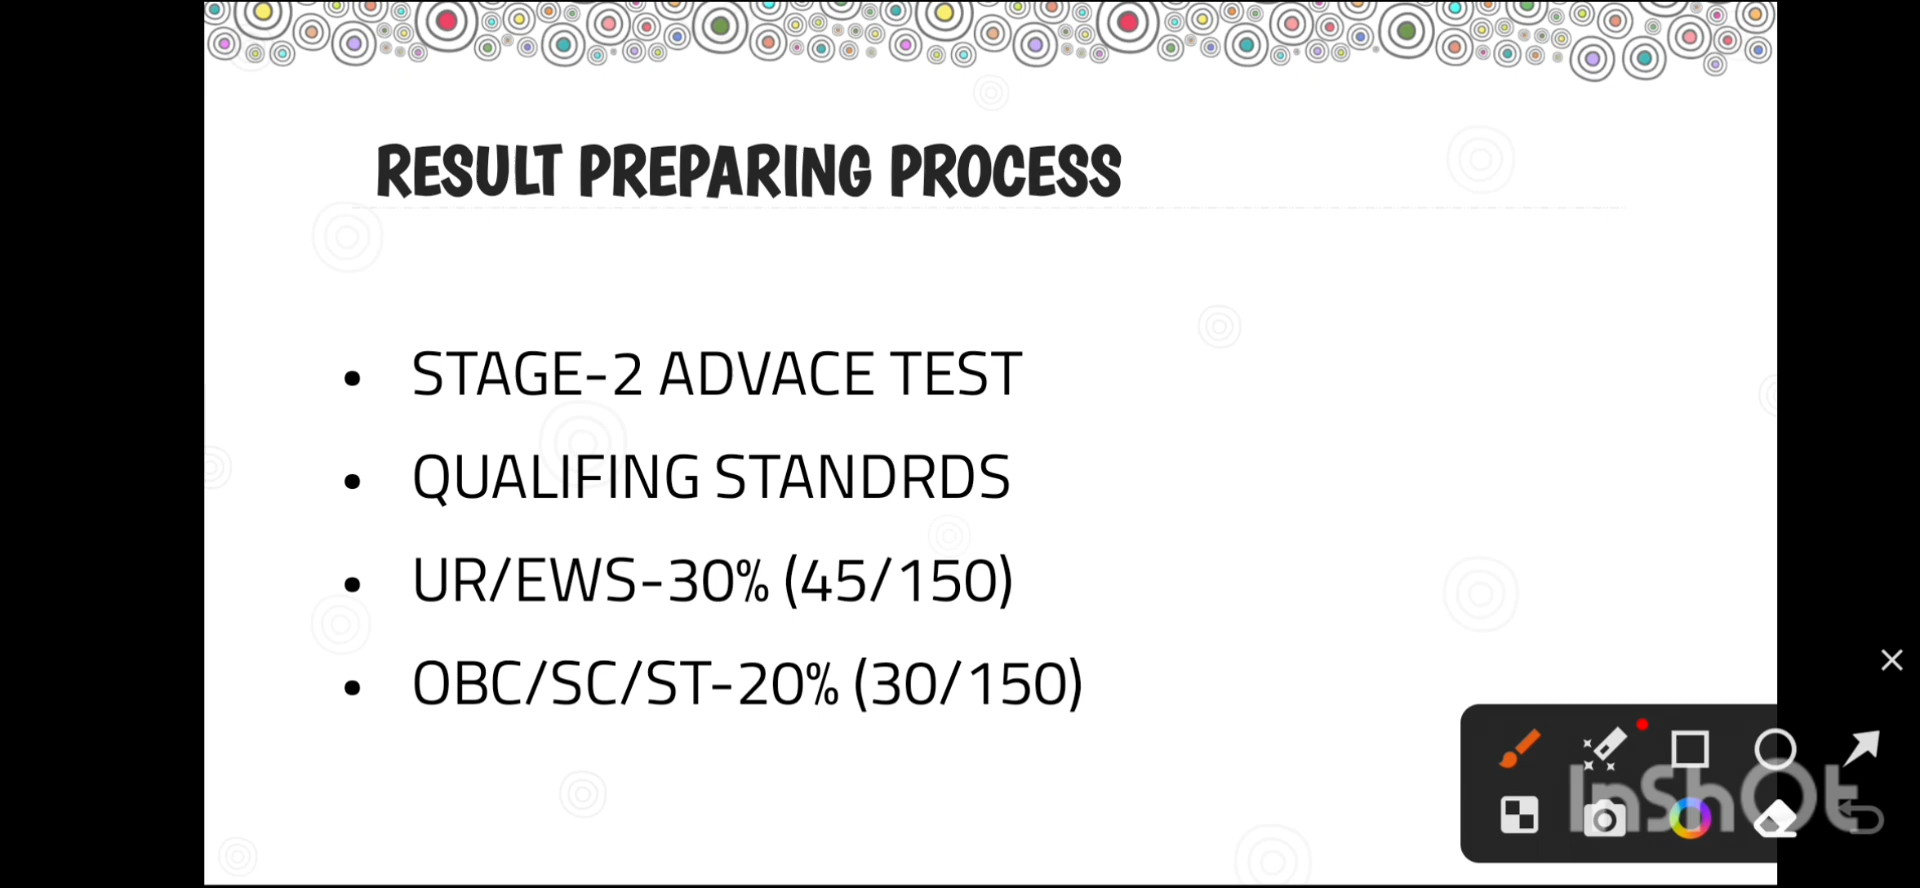 RESULT PREPARING PROCESS
• STAGE-2 ADVACE TEST
• QUALIFING STANDRDS
• UR/EWS-30% (45/150)
• OBC/SC/ST-20% (30/150)
InShOt